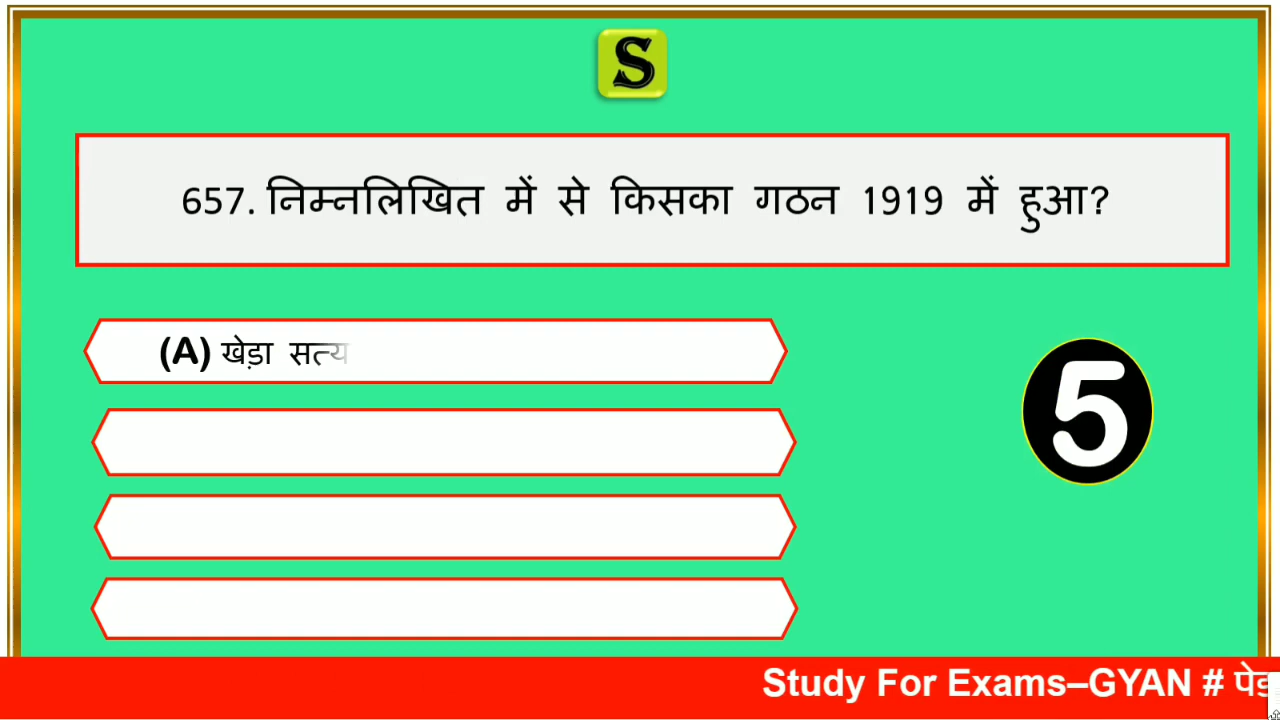 S
657. निम्नलिखित में से किसका गठन 1919 में हुआ?
(A) खेड़ा सत्य
5
Study For Exams–GYAN #